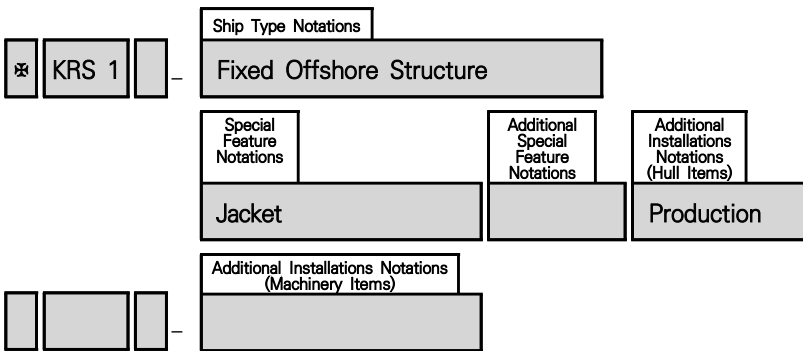 Ship Type Notations
✠ KRS 1 – Fixed Offshore Structure
Special
Feature
Notations
Additional
Special
Feature
Notations
Additional
Installations
Notations
(Hull Items)
Jacket
Production
Additional Installations Notations
(Machinery Items)
–